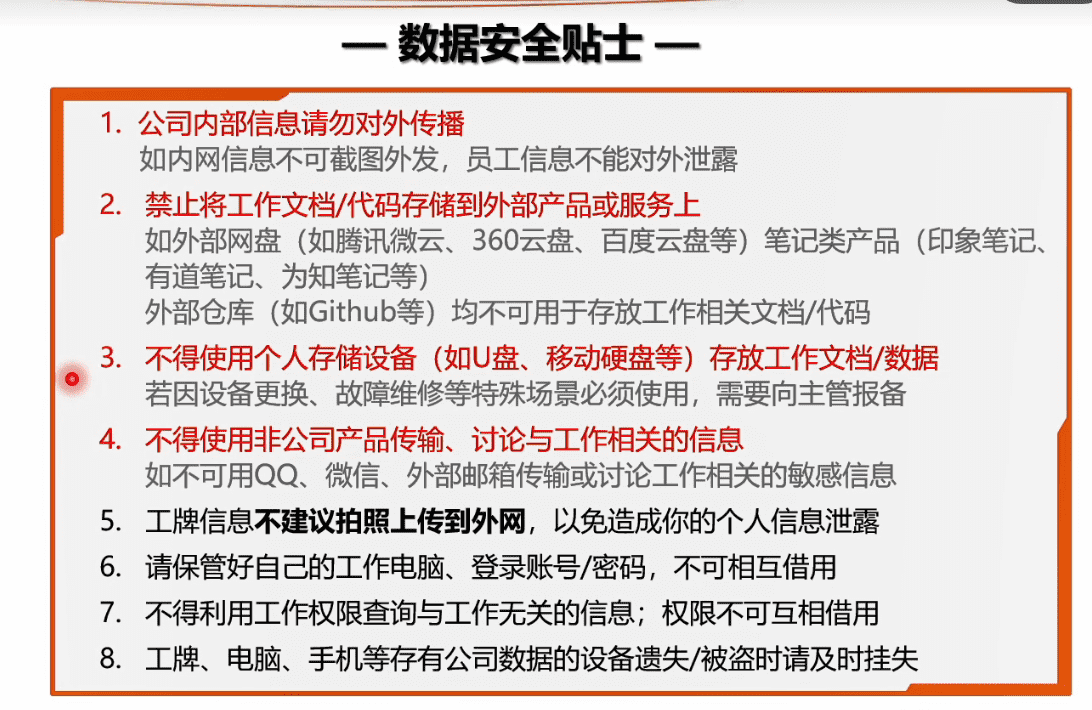 — 数据安全贴士 —
1. 公司内部信息请勿对外传播
如内网信息不可截图外发，员工信息不能对外泄露
2. 禁止将工作文档/代码存储到外部产品或服务上
如外部网盘（如腾讯微云、360云盘、百度云盘等）笔记类产品（印象笔记、
有道笔记、为知笔记等）
外部仓库（如Github等）均不可用于存放工作相关文档/代码
3. 不得使用个人存储设备（如U盘、移动硬盘等）存放工作文档/数据
若因设备更换、故障维修等特殊场景必须使用，需要向主管报备
4. 不得使用非公司产品传输、讨论与工作相关的信息
如不可用QQ、微信、外部邮箱传输或讨论工作相关的敏感信息
5. 工牌信息不建议拍照上传到外网，以免造成你的个人信息泄露
6. 请保管好自己的工作电脑、登录账号/密码，不可相互借用
7. 不得利用工作权限查询与工作无关的信息；权限不可互相借用
8. 工牌、电脑、手机等存有公司数据的设备遗失/被盗时请及时挂失